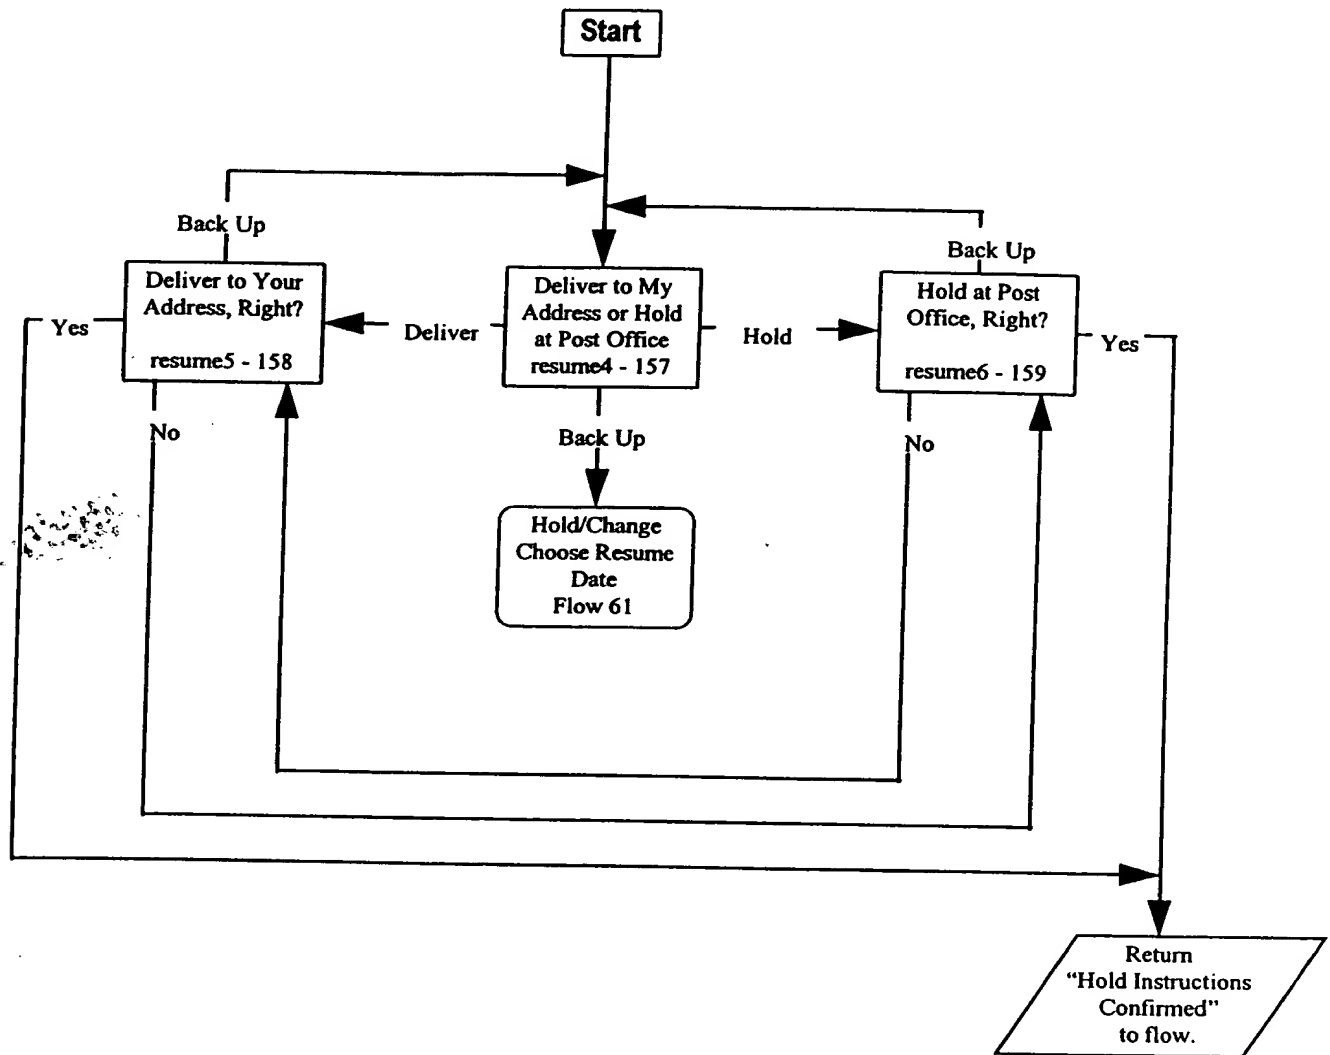 Start
Back Up
Back Up
Deliver to Your
Address, Right?
resume5 - 158
Deliver to My
Address or Hold
at Post Office
resume4 - 157
Hold at Post
Office, Right?
resume6 - 159
Yes
Deliver
Hold
Yes
No
Back Up
No
Hold/Change
Choose Resume
Date
Flow 61
Return
“Hold Instructions
Confirmed”
to flow.